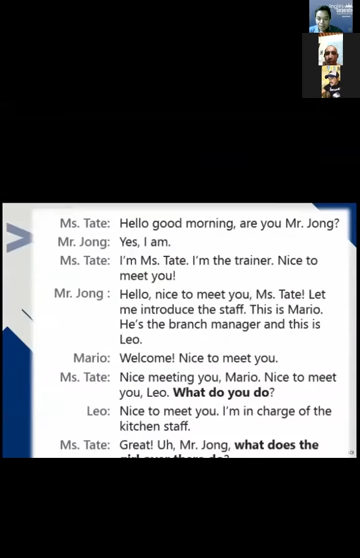 Ms. Tate: Hello good morning, are you Mr. Jong?
Mr. Jong: Yes, I am.
Ms. Tate: I'm Ms. Tate. I'm the trainer. Nice to
meet you!
Mr. Jong : Hello, nice to meet you, Ms. Tate! Let
me introduce the staff. This is Mario.
He's the branch manager and this is
Leo.
Mario: Welcome! Nice to meet you.
Ms. Tate: Nice meeting you, Mario. Nice to meet
you, Leo. What do you do?
Leo: Nice to meet you. I'm in charge of the
kitchen staff.
Ms. Tate: Great! Uh, Mr. Jong, what does the
girl over there do?